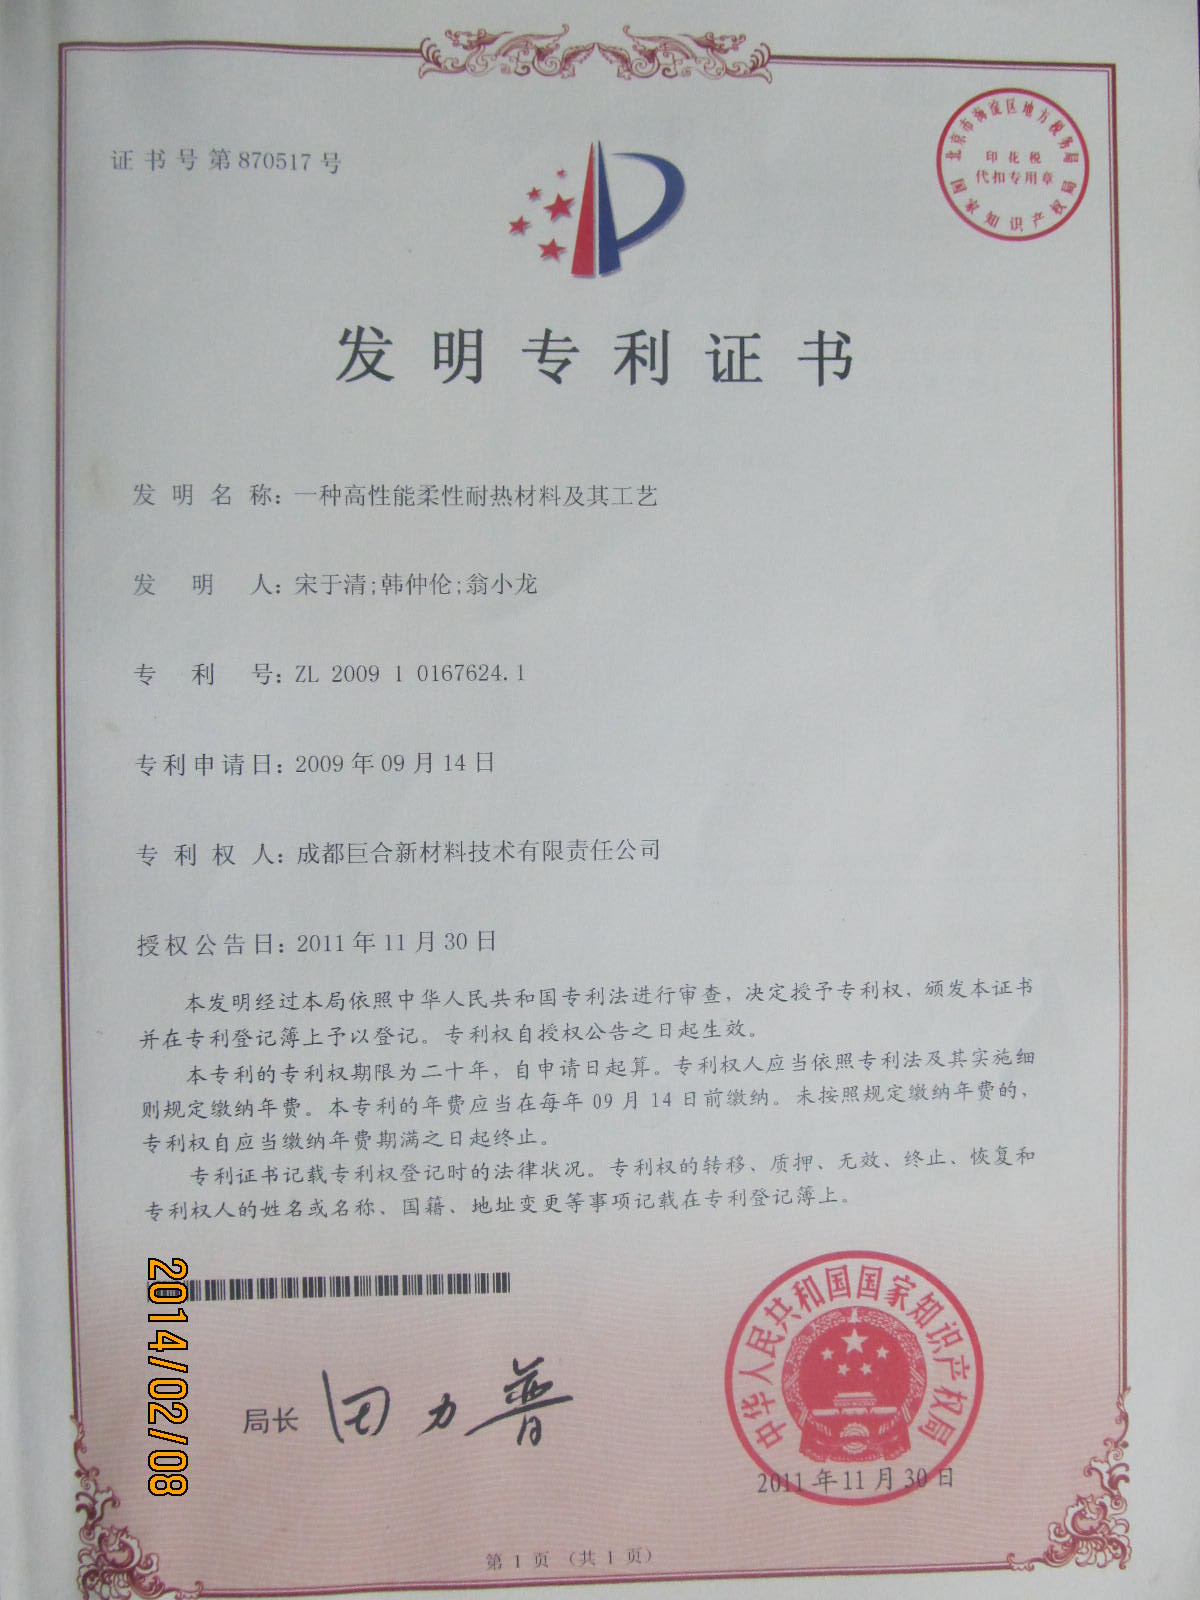 证书号第870517号
北京市海淀区地方税务局
印花税
代扣专用章
国家知识产权局
发明专利证书
发明名称：一种高性能柔性耐热材料及其工艺
发明人：宋于清;韩仲伦;翁小龙
专利号：ZL 2009 1 0167624.1
专利申请日：2009年09月14日
专利权人：成都巨合新材料技术有限责任公司
授权公告日：2011年11月30日
本发明经过本局依照中华人民共和国专利法进行审查，决定授予专利权，颁发本证书
并在专利登记簿上予以登记。专利权自授权公告之日起生效。
本专利的专利权期限为二十年，自申请日起算。专利权人应当依照专利法及其实施细
则规定缴纳年费。本专利的年费应当在每年09月14日前缴纳。未按照规定缴纳年费的，
专利权自应当缴纳年费期满之日起终止。
专利证书记载专利权登记时的法律状况。专利权的转移、质押、无效、终止、恢复和
专利权人的姓名或名称、国籍、地址变更等事项记载在专利登记簿上。
2014/02/08
局长 田力普
中华人民共和国国家知识产权局
2011年11月30日
第1页（共1页）